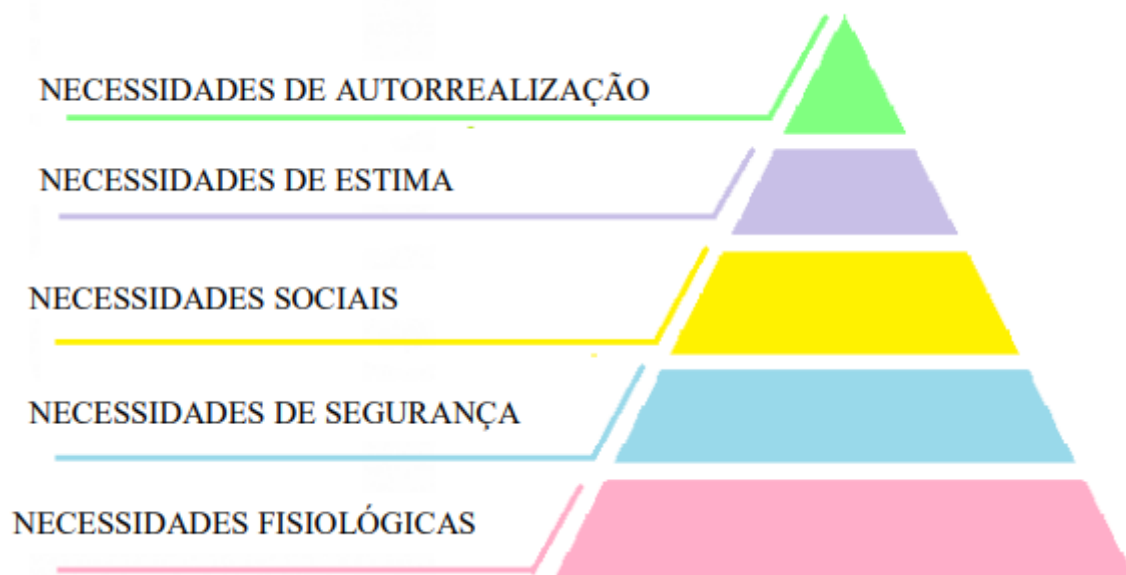 NECESSIDADES DE AUTORREALIZAÇÃO
NECESSIDADES DE ESTIMA
NECESSIDADES SOCIAIS
NECESSIDADES DE SEGURANÇA
NECESSIDADES FISIOLÓGICAS